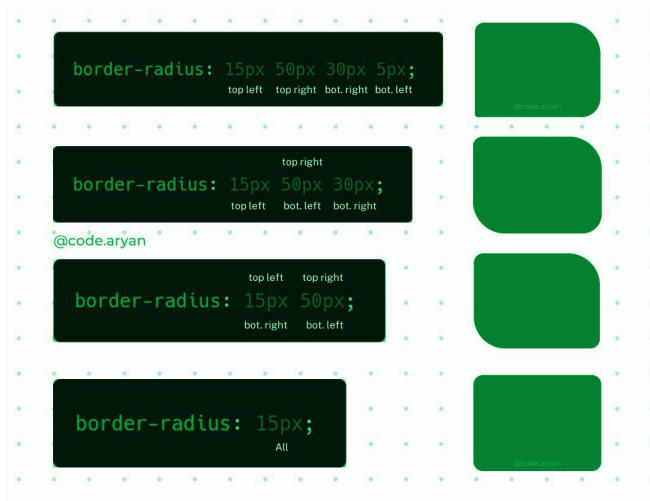 border-radius: 15px 50px 30px 5px;
top left top right bot. right bot. left
@code.aryan
top right
border-radius: 15px 50px 30px;
top left bot. left bot. right
@code.aryan
top left top right
border-radius: 15px 50px;
bot. right bot. left
border-radius: 15px;
All
@code.aryan